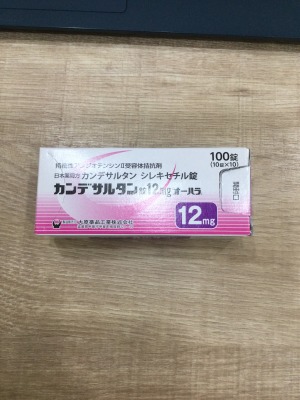 持続性アンジオテンシンⅡ受容体拮抗剤
日本薬局方 カンデサルタン シレキセチル錠
カンデサルタン錠12mg「オーハラ」
100錠
(10錠×10)
12mg
大原薬品工業株式会社